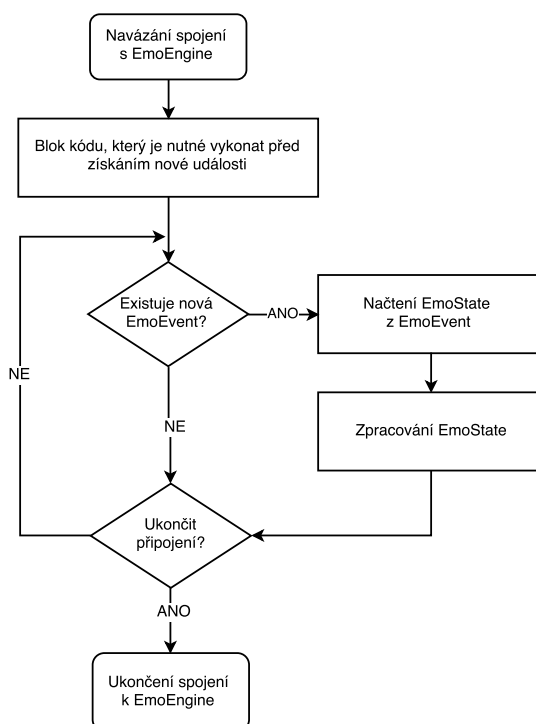 Navázání spojení
s EmoEngine
Blok kódu, který je nutné vykonat před
získáním nové události
Existuje nová
EmoEvent?
ANO
Načtení EmoState
z EmoEvent
NE
NE
Zpracování EmoState
Ukončit
připojení?
ANO
Ukončení spojení
k EmoEngine